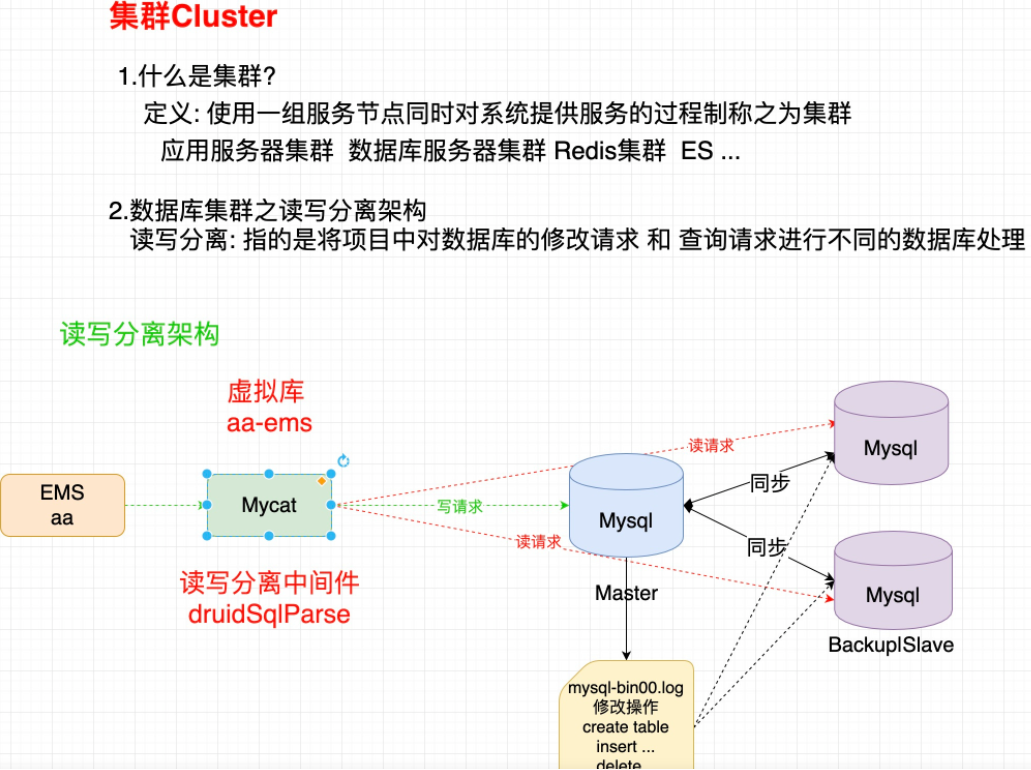 集群Cluster
1.什么是集群?
定义: 使用一组服务节点同时对系统提供服务的过程制称之为集群
应用服务器集群 数据库服务器集群 Redis集群 ES ...
2.数据库集群之读写分离架构
读写分离: 指的是将项目中对数据库的修改请求 和 查询请求进行不同的数据库处理
读写分离架构
虚拟库
aa-ems
EMS
aa
Mycat
读写分离中间件
druidSqlParse
读请求
写请求
读请求
Mysql
Master
同步
同步
Mysql
Mysql
Backup|Slave
mysql-bin00.log
修改操作
create table
insert ...
delete